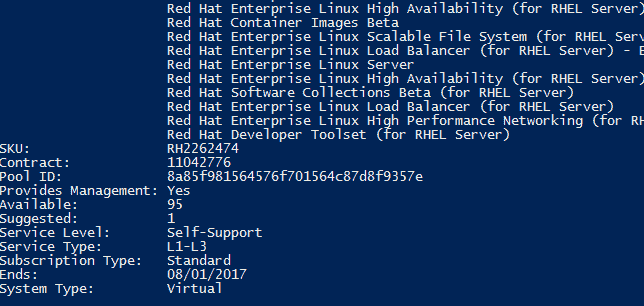 Red Hat Enterprise Linux High Availability (for RHEL Server)
Red Hat Container Images Beta
Red Hat Enterprise Linux Scalable File System (for RHEL Serve
Red Hat Enterprise Linux Load Balancer (for RHEL Server) -
Red Hat Enterprise Linux Server
Red Hat Enterprise Linux High Availability (for RHEL Server)
Red Hat Software Collections Beta (for RHEL Server)
Red Hat Enterprise Linux Load Balancer (for RHEL Server)
Red Hat Enterprise Linux High Performance Networking (for RH
Red Hat Developer Toolset (for RHEL Server)
SKU: RH2262474
Contract: 11042776
Pool ID: 8a85f981564576f701564c87d8f9357e
Provides Management: Yes
Available: 95
Suggested: 1
Service Level: Self-Support
Service Type: L1-L3
Subscription Type: Standard
Ends: 08/01/2017
System Type: Virtual